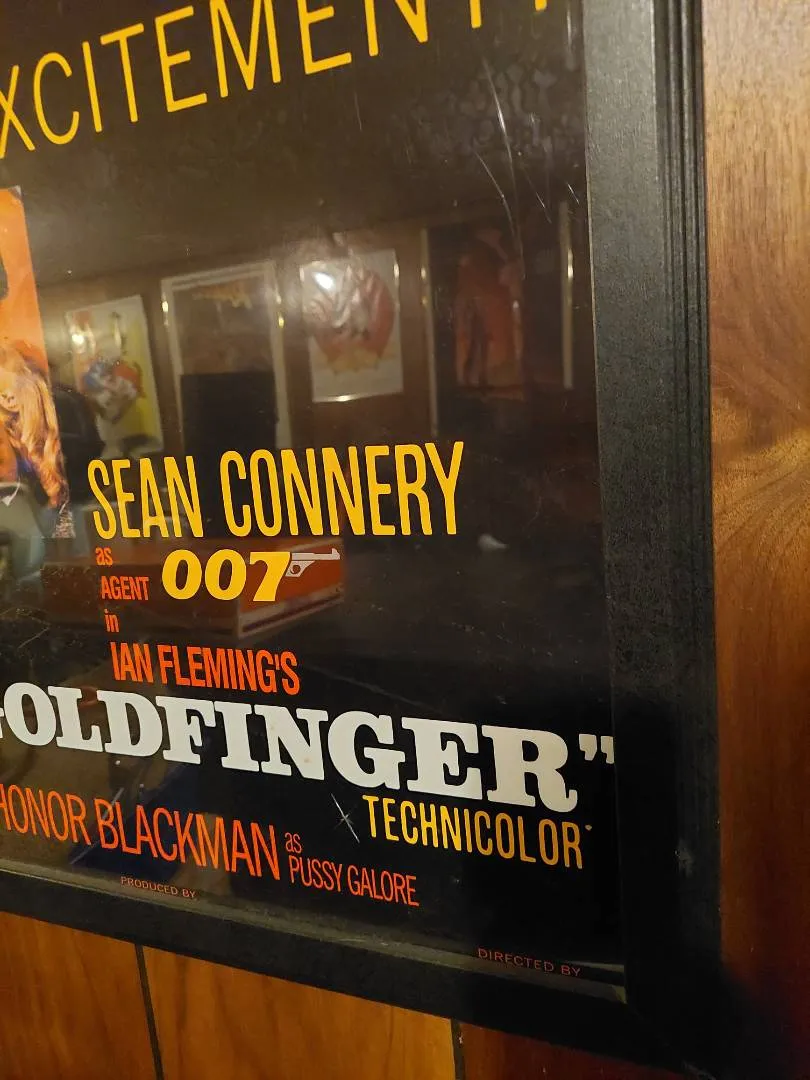 XCITEMENT!
SEAN CONNERY
as
AGENT 007
in
IAN FLEMING'S
GOLDFINGER"
TECHNICOLOR
HONOR BLACKMAN as
PUSSY GALORE
PRODUCED BY
DIRECTED BY